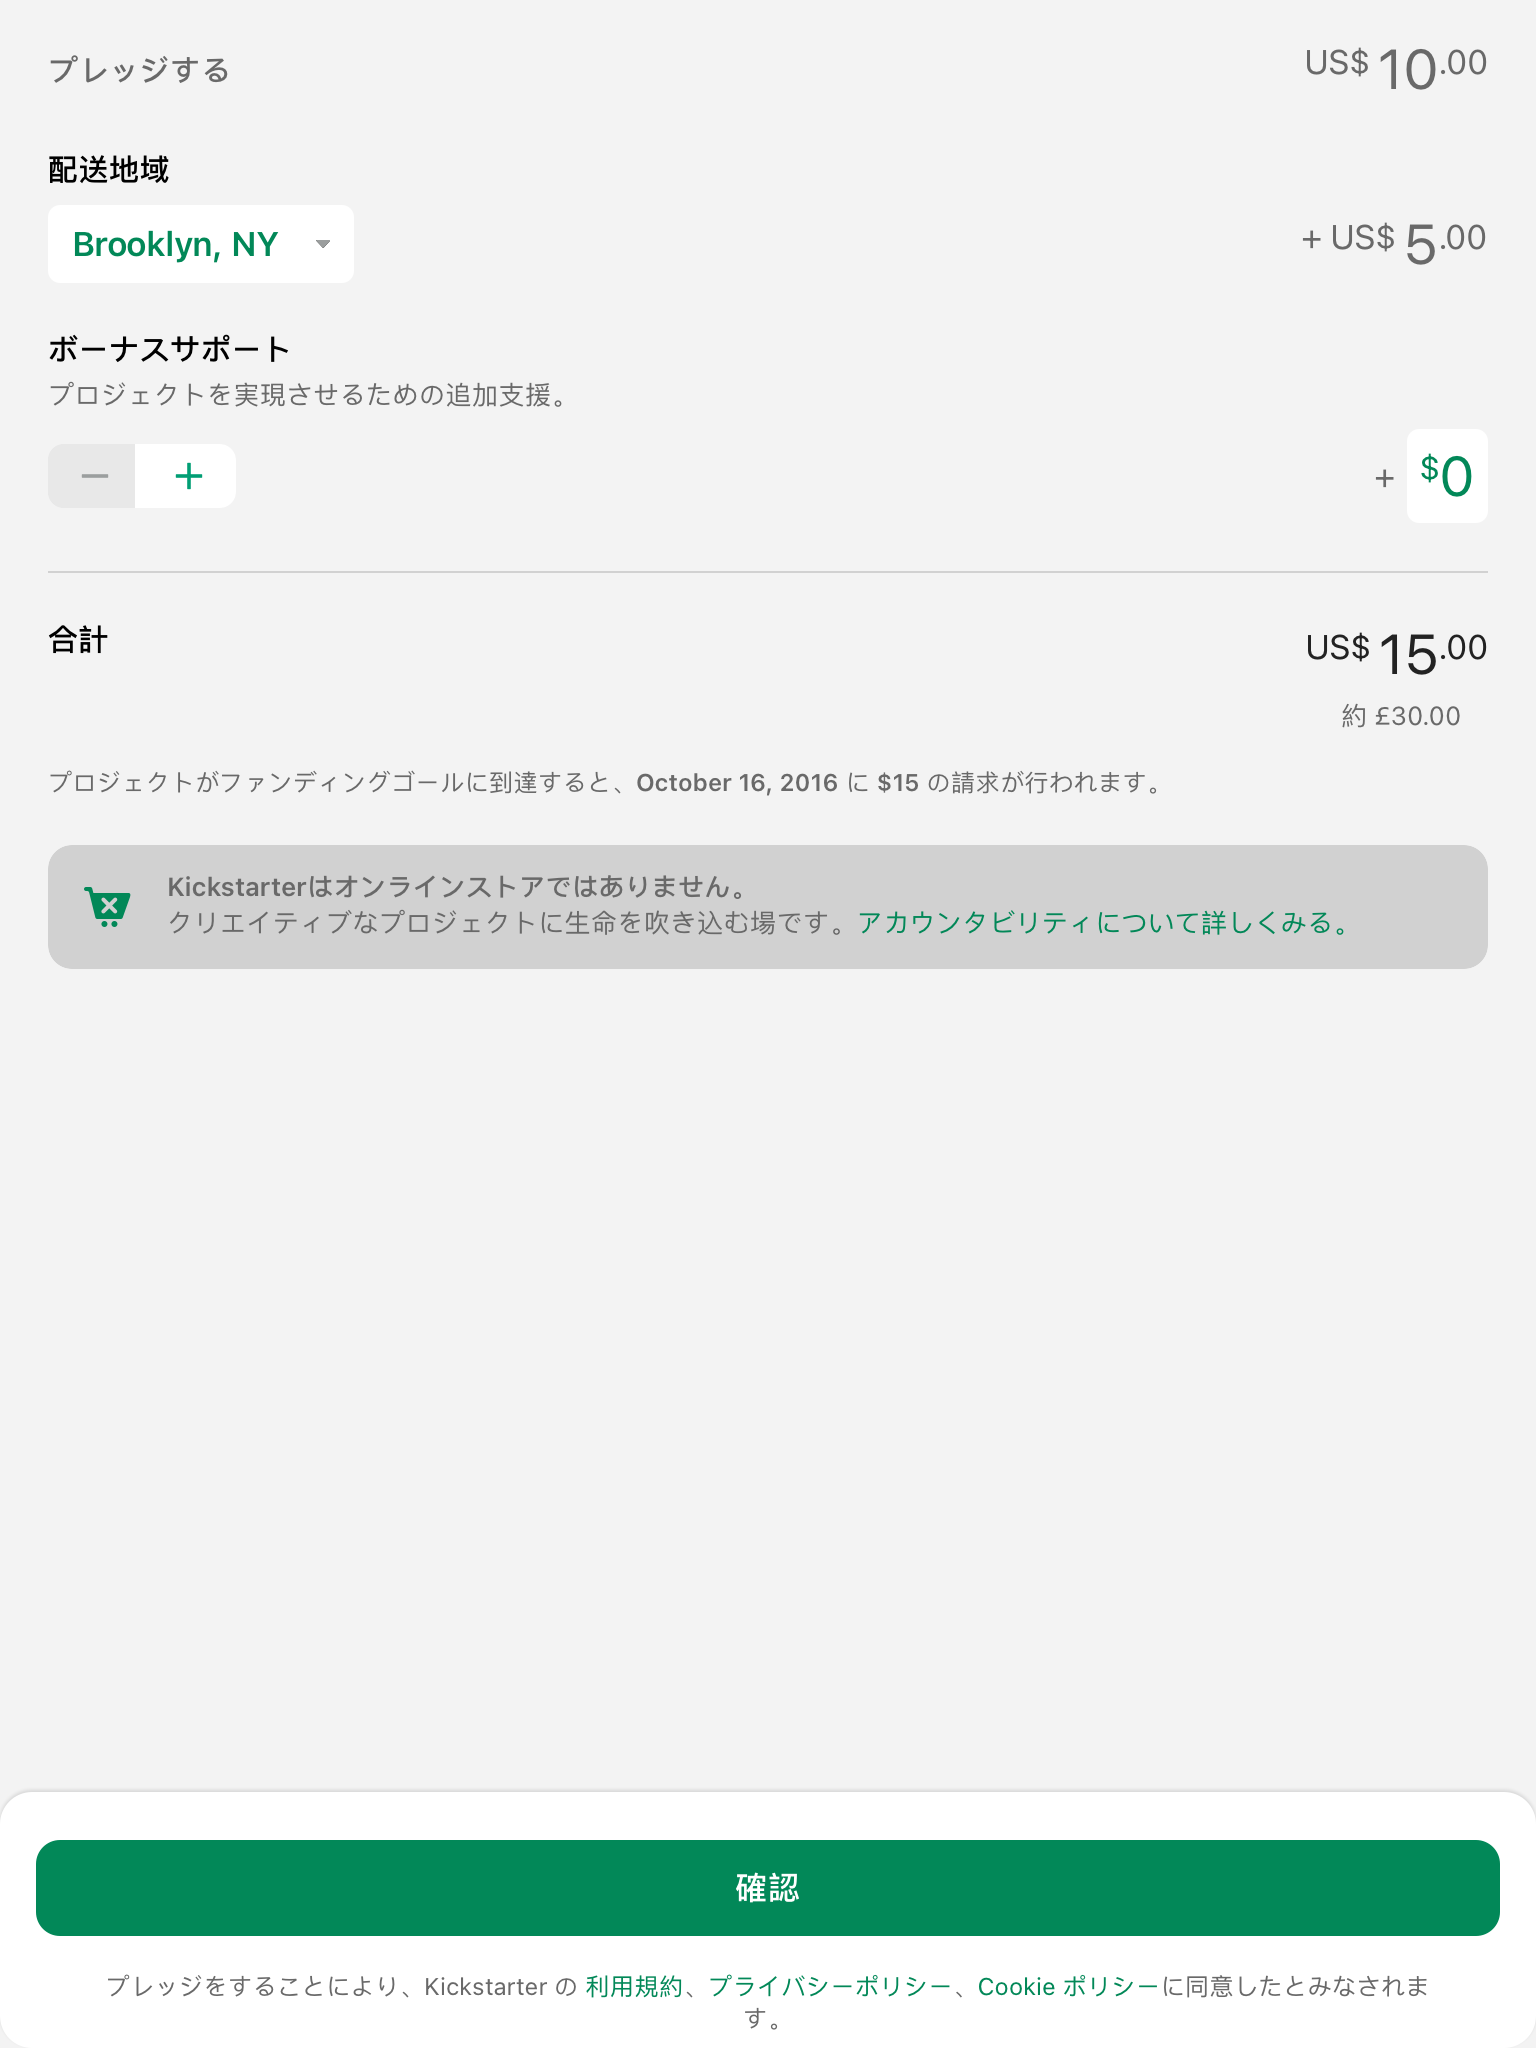 プレッジする US$ 10.00
配送地域
Brooklyn, NY + US$ 5.00
ボーナスサポート
プロジェクトを実現させるための追加支援。
− + + $0
合計 US$ 15.00
約 £30.00
プロジェクトがファンディングゴールに到達すると、October 16, 2016 に $15 の請求が行われます。
Kickstarterはオンラインストアではありません。
クリエイティブなプロジェクトに生命を吹き込む場です。アカウンタビリティについて詳しくみる。
確認
プレッジをすることにより、Kickstarter の 利用規約、プライバシーポリシー、Cookie ポリシーに同意したとみなされま
す。